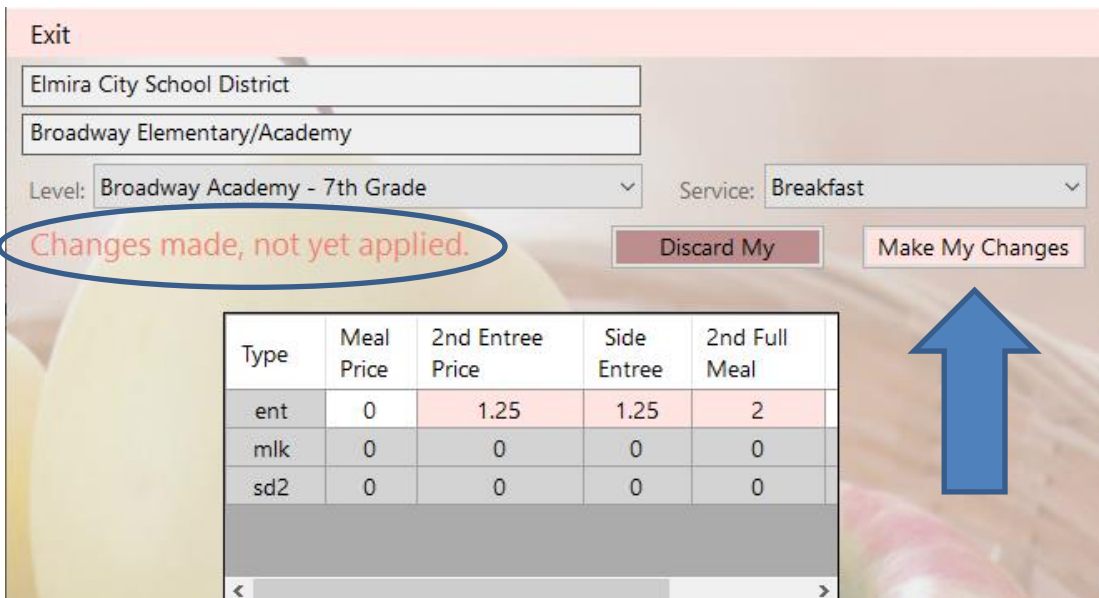 Exit
Elmira City School District
Broadway Elementary/Academy
Level: Broadway Academy - 7th Grade Service: Breakfast
Changes made, not yet applied. Discard My Make My Changes
Type Meal Price 2nd Entree Price Side Entree 2nd Full Meal
ent 0 1.25 1.25 2
mlk 0 0 0 0
sd2 0 0 0 0